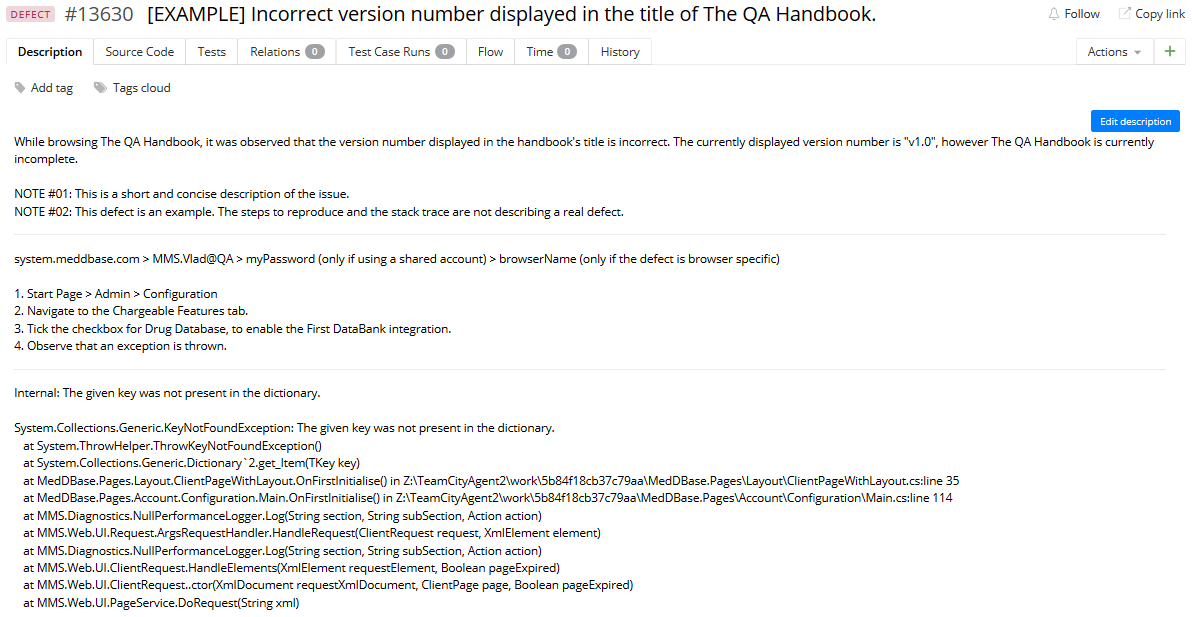 DEFECT #13630 [EXAMPLE] Incorrect version number displayed in the title of The QA Handbook.
Follow Copy link
Description Source Code Tests Relations 0 Test Case Runs 0 Flow Time 0 History Actions +
Add tag Tags cloud
Edit description
While browsing The QA Handbook, it was observed that the version number displayed in the handbook's title is incorrect. The currently displayed version number is "v1.0", however The QA Handbook is currently
incomplete.
NOTE #01: This is a short and concise description of the issue.
NOTE #02: This defect is an example. The steps to reproduce and the stack trace are not describing a real defect.
system.meddbase.com > MMS.Vlad@QA > myPassword (only if using a shared account) > browserName (only if the defect is browser specific)
1. Start Page > Admin > Configuration
2. Navigate to the Chargeable Features tab.
3. Tick the checkbox for Drug Database, to enable the First DataBank integration.
4. Observe that an exception is thrown.
Internal: The given key was not present in the dictionary.
System.Collections.Generic.KeyNotFoundException: The given key was not present in the dictionary.
at System.ThrowHelper.ThrowKeyNotFoundException()
at System.Collections.Generic.Dictionary`2.get_Item(TKey key)
at MedDBase.Pages.Layout.ClientPageWithLayout.OnFirstInitialise() in Z:\TeamCityAgent2\work\5b84f18cb37c79aa\MedDBase.Pages\Layout\ClientPageWithLayout.cs:line 35
at MedDBase.Pages.Account.Configuration.Main.OnFirstInitialise() in Z:\TeamCityAgent2\work\5b84f18cb37c79aa\MedDBase.Pages\Account\Configuration\Main.cs:line 114
at MMS.Diagnostics.NullPerformanceLogger.Log(String section, String subSection, Action action)
at MMS.Web.UI.Request.ArgsRequestHandler.HandleRequest(ClientRequest request, XmlElement element)
at MMS.Diagnostics.NullPerformanceLogger.Log(String section, String subSection, Action action)
at MMS.Web.UI.ClientRequest.HandleElements(XmlElement requestElement, Boolean pageExpired)
at MMS.Web.UI.ClientRequest..ctor(XmlDocument requestXmlDocument, ClientPage page, Boolean pageExpired)
at MMS.Web.UI.PageService.DoRequest(String xml)